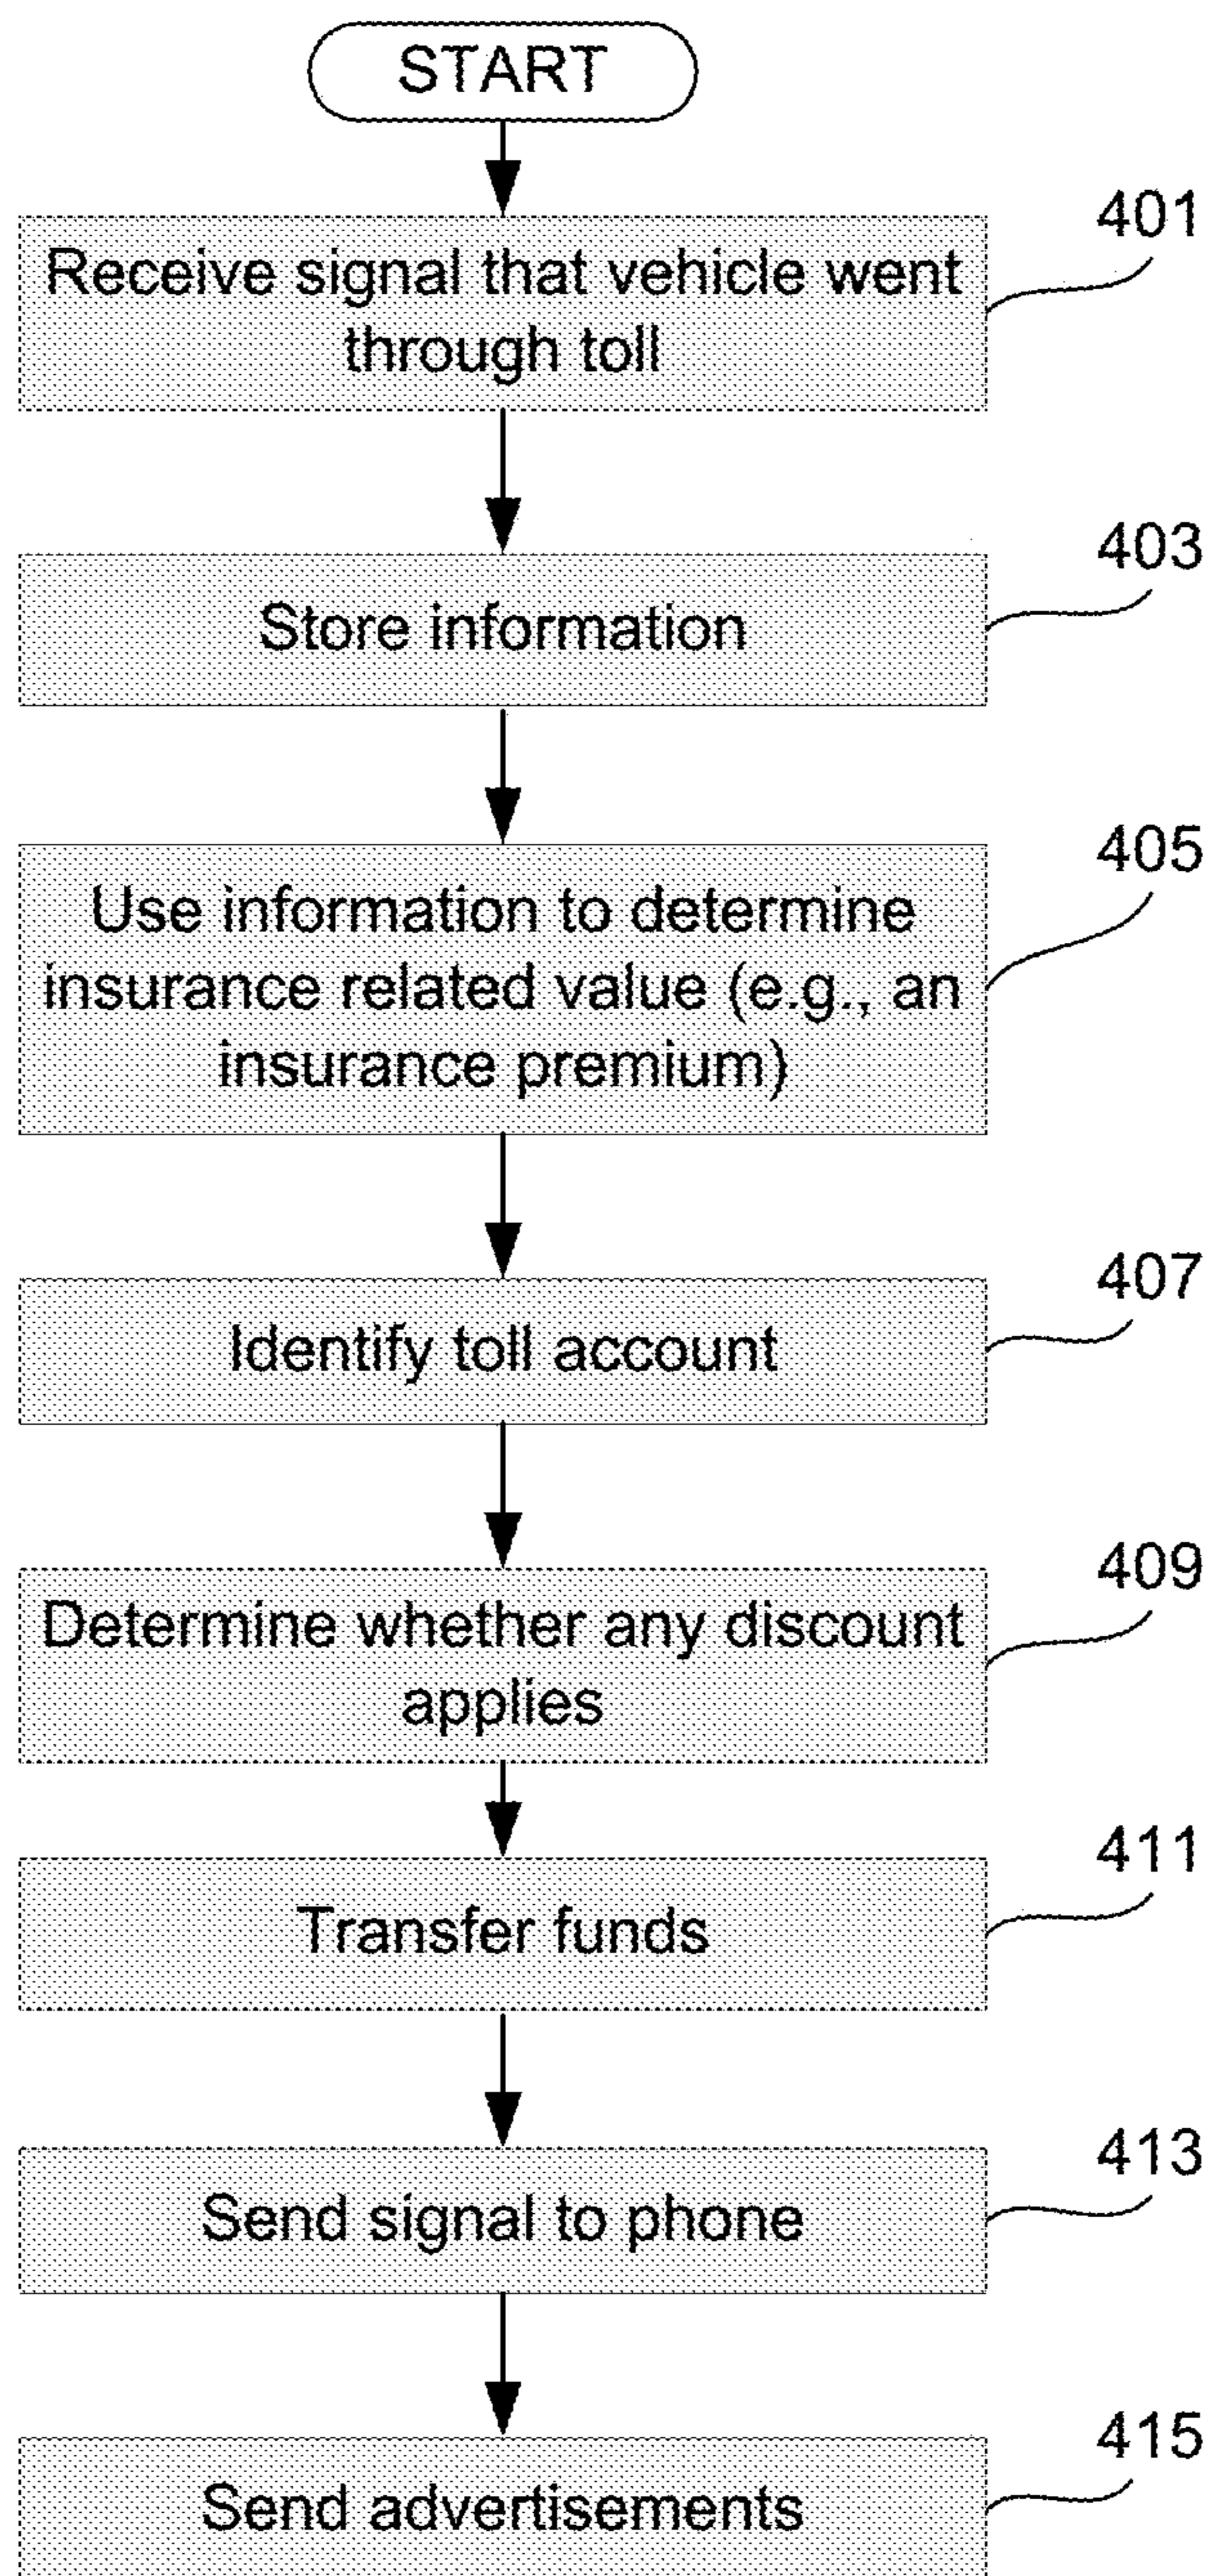 START
401
Receive signal that vehicle went
through toll
403
Store information
405
Use information to determine
insurance related value (e.g., an
insurance premium)
407
Identify toll account
409
Determine whether any discount
applies
411
Transfer funds
413
Send signal to phone
415
Send advertisements